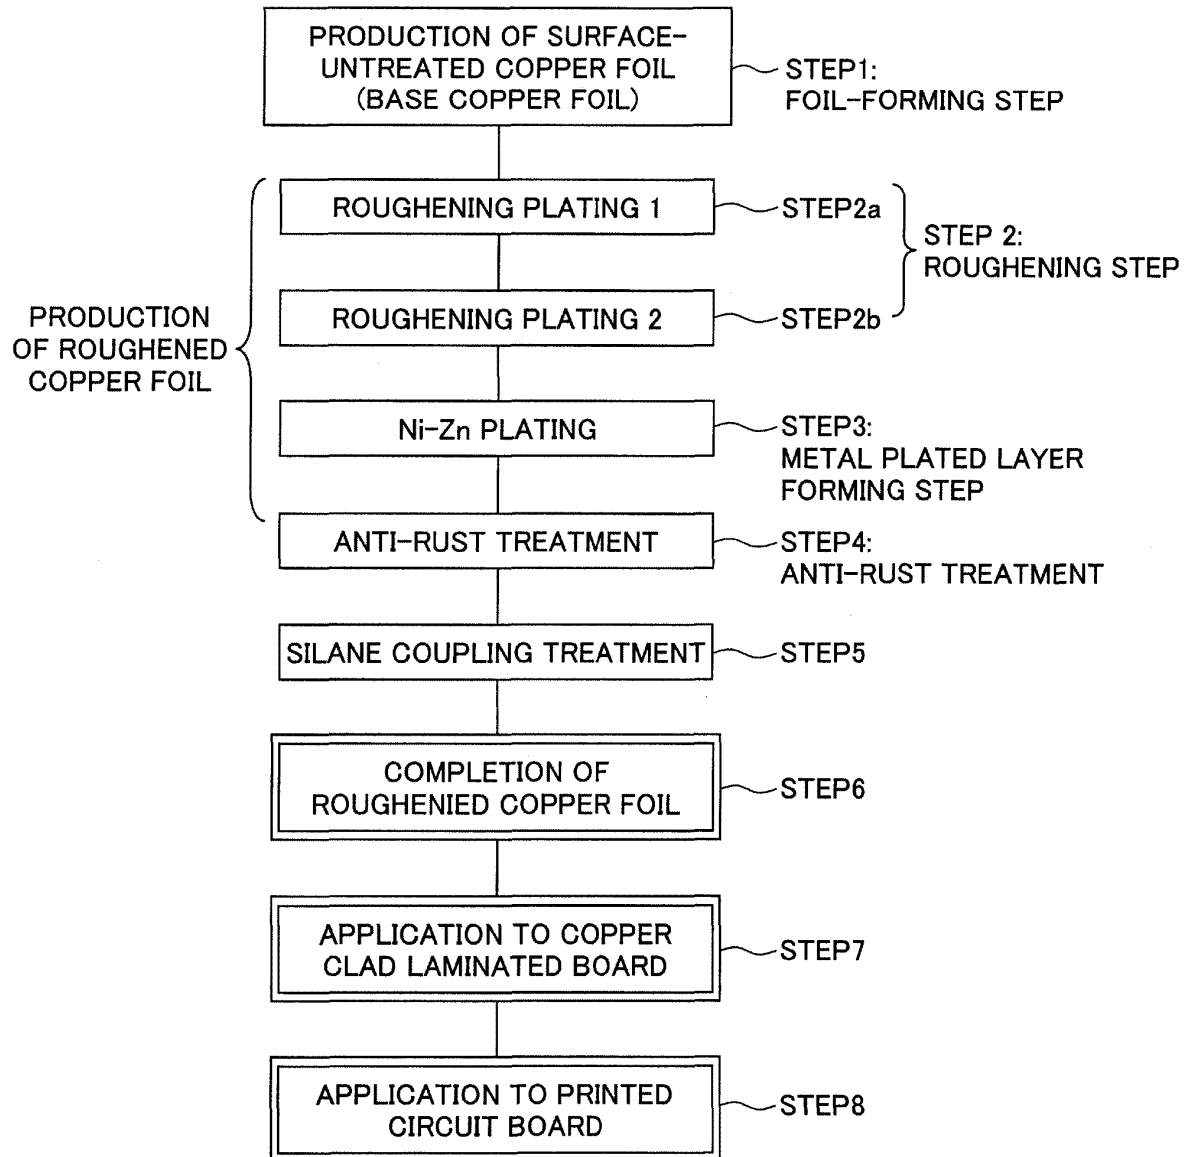 PRODUCTION OF SURFACE-
UNTREATED COPPER FOIL
(BASE COPPER FOIL)
STEP1:
FOIL-FORMING STEP
ROUGHENING PLATING 1
STEP2a
STEP 2:
ROUGHENING STEP
ROUGHENING PLATING 2
STEP2b
PRODUCTION
OF ROUGHENED
COPPER FOIL
Ni-Zn PLATING
STEP3:
METAL PLATED LAYER
FORMING STEP
ANTI-RUST TREATMENT
STEP4:
ANTI-RUST TREATMENT
SILANE COUPLING TREATMENT
STEP5
COMPLETION OF
ROUGHENIED COPPER FOIL
STEP6
APPLICATION TO COPPER
CLAD LAMINATED BOARD
STEP7
APPLICATION TO PRINTED
CIRCUIT BOARD
STEP8